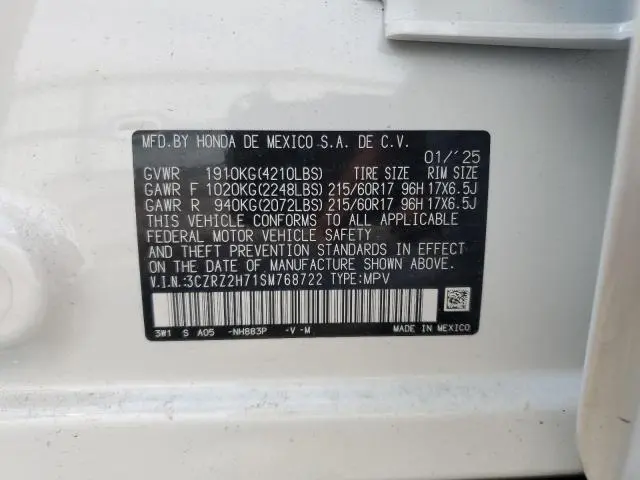 MFD.BY HONDA DE MEXICO S.A. DE C.V.
01/'25
GVWR 1910KG(4210LBS) TIRE SIZE RIM SIZE
GAWR F 1020KG(2248LBS) 215/60R17 96H 17X6.5J
GAWR R 940KG(2072LBS) 215/60R17 96H 17X6.5J
THIS VEHICLE CONFORMS TO ALL APPLICABLE
FEDERAL MOTOR VEHICLE SAFETY
AND THEFT PREVENTION STANDARDS IN EFFECT
ON THE DATE OF MANUFACTURE SHOWN ABOVE.
V.I.N.:3CZRZ2H71SM768722 TYPE:MPV
3W1 S A05 -NH883P -V-M MADE IN MEXICO